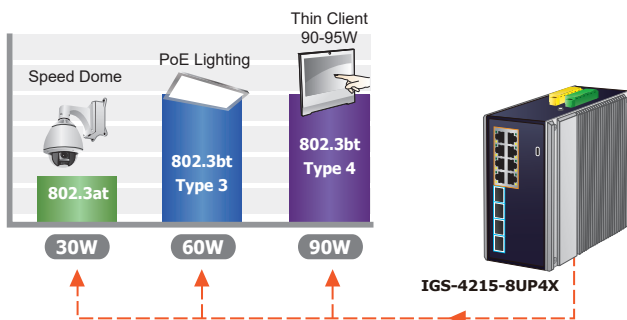 Thin Client
90-95W
PoE Lighting
Speed Dome
802.3at
802.3bt
Type 3
802.3bt
Type 4
30W
60W
90W
IGS-4215-8UP4X